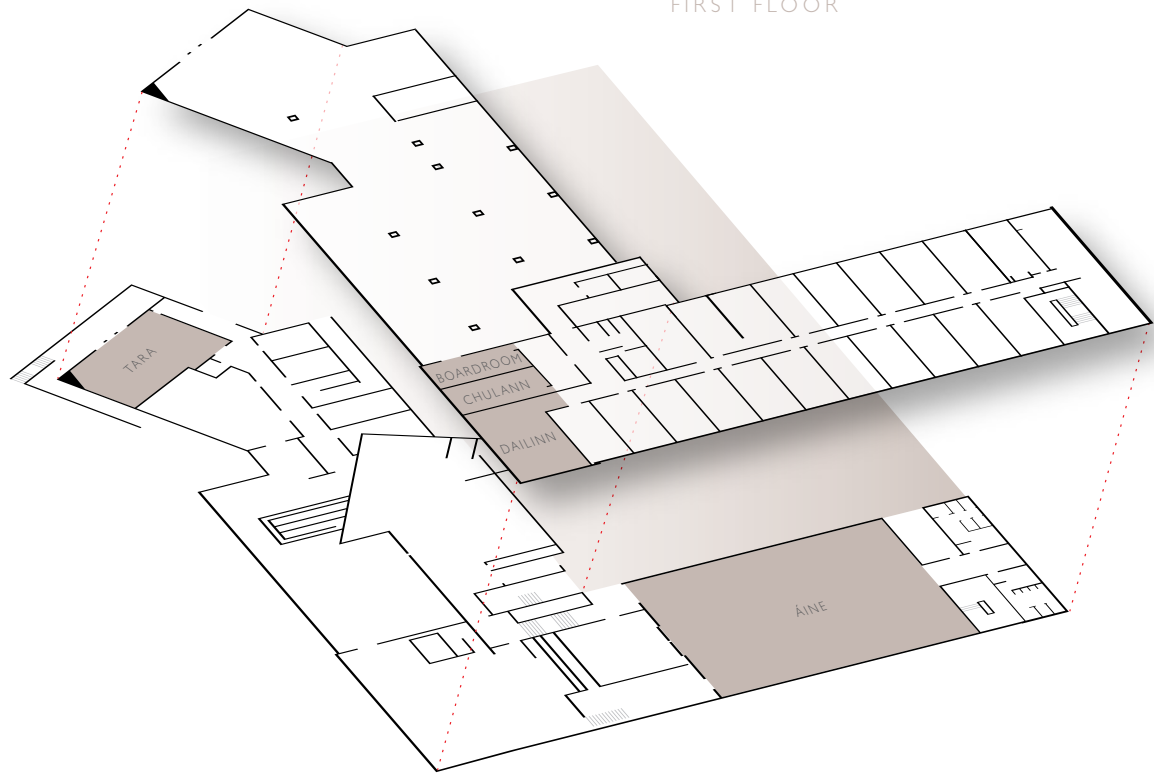 FIRST FLOOR
TARA
BOARDROOM
CHULANN
DAILINN
ÁINE